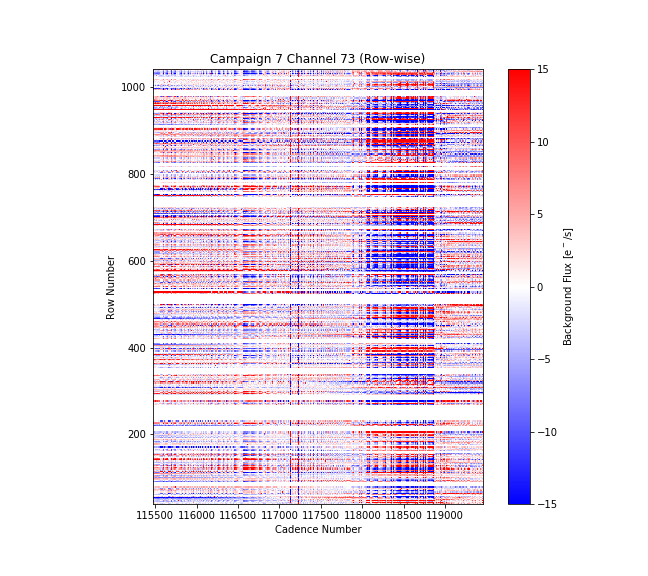 Campaign 7 Channel 73 (Row-wise)
1000
800
600
400
200
Row Number
115500 116000 116500 117000 117500 118000 118500 119000
Cadence Number
15
10
5
0
−5
−10
−15
Background Flux [e⁻/s]